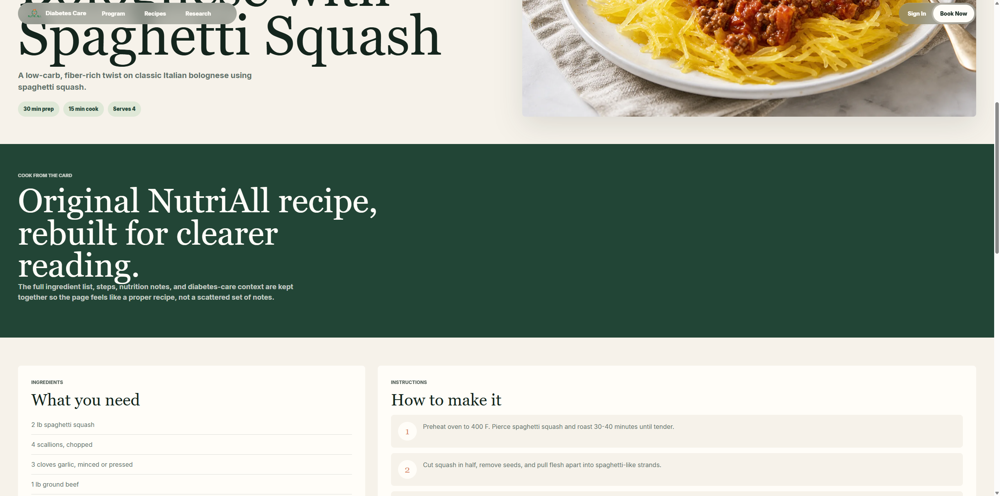 Bolognese with
NUTRI ALL
Diabetes Care
Program
Recipes
Research
Sign In
Book Now
Spaghetti Squash
A low-carb, fiber-rich twist on classic Italian bolognese using
spaghetti squash.
30 min prep
15 min cook
Serves 4
COOK FROM THE CARD
Original NutriAll recipe,
rebuilt for clearer
reading.
The full ingredient list, steps, nutrition notes, and diabetes-care context are kept
together so the page feels like a proper recipe, not a scattered set of notes.
INGREDIENTS
What you need
2 lb spaghetti squash
4 scallions, chopped
3 cloves garlic, minced or pressed
1 lb ground beef
INSTRUCTIONS
How to make it
1
Preheat oven to 400 F. Pierce spaghetti squash and roast 30-40 minutes until tender.
2
Cut squash in half, remove seeds, and pull flesh apart into spaghetti-like strands.